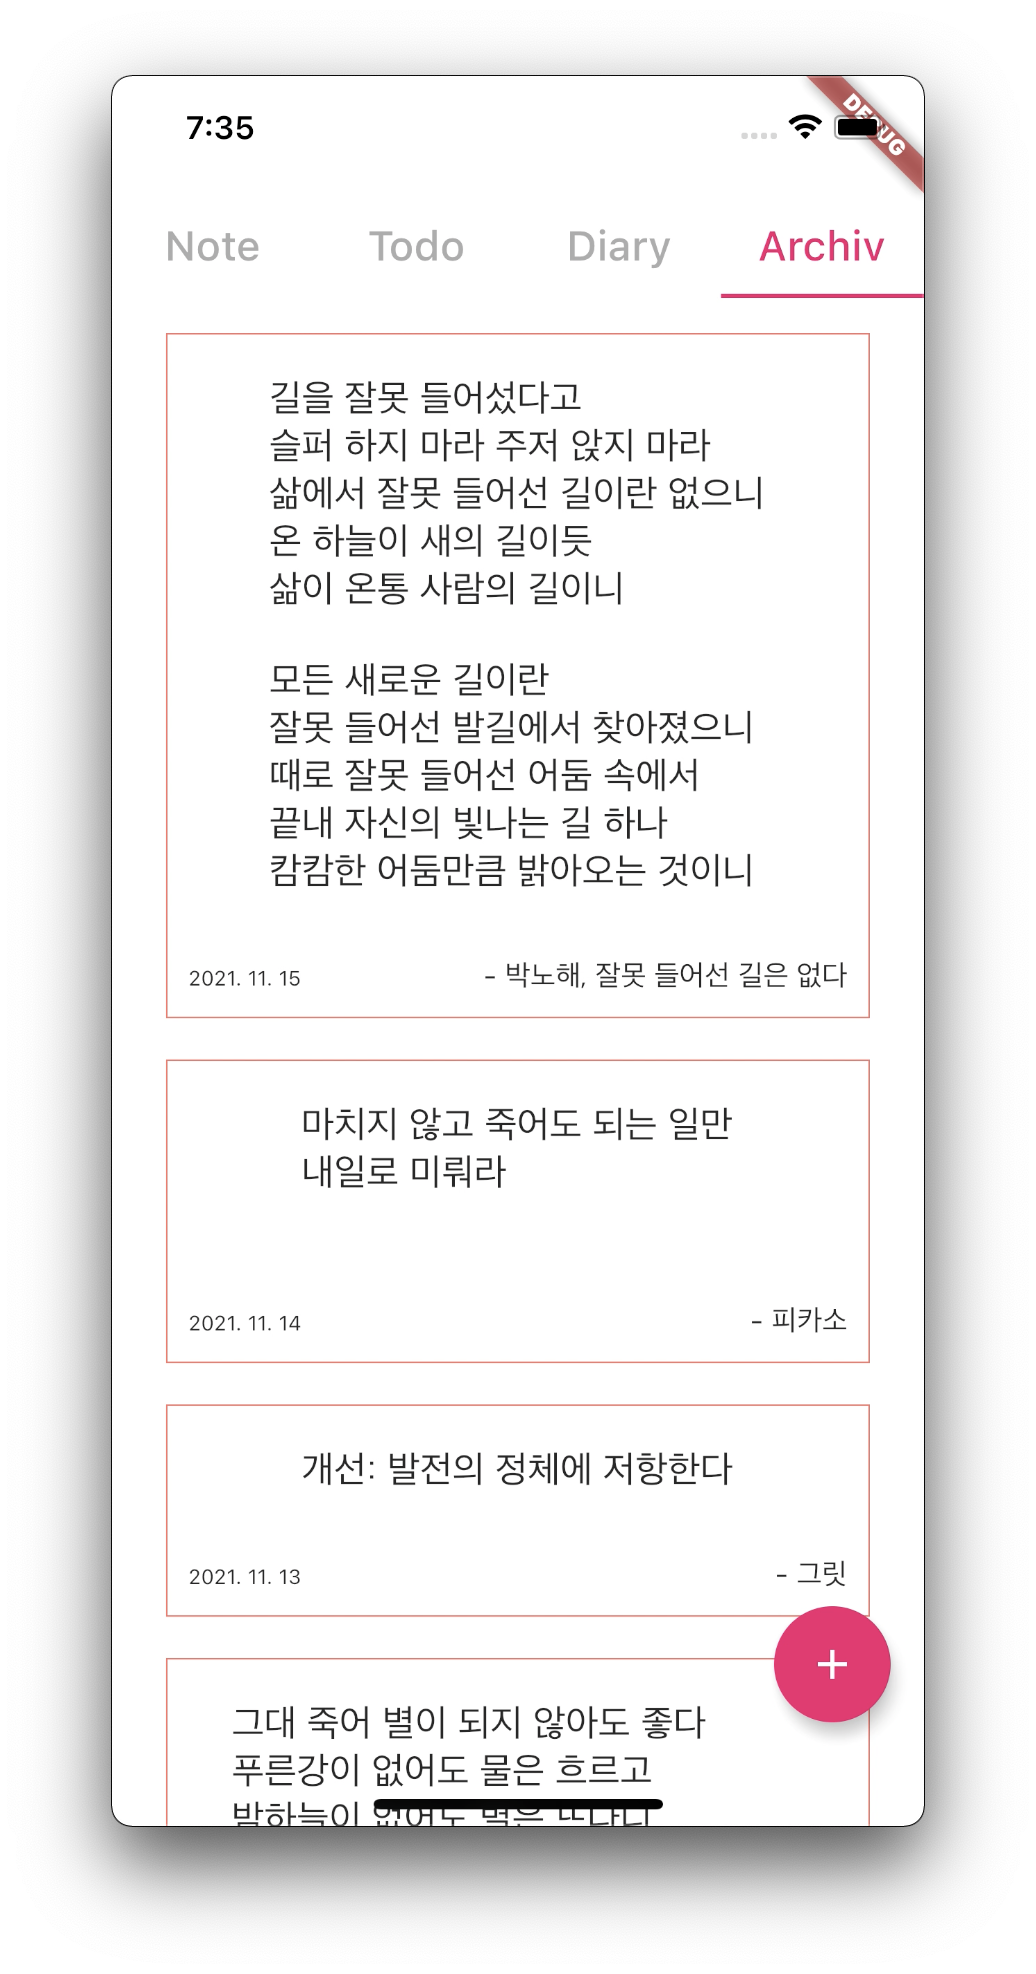 7:35
DEBUG
Note Todo Diary Archiv
길을 잘못 들어섰다고
슬퍼 하지 마라 주저 앉지 마라
삶에서 잘못 들어선 길이란 없으니
온 하늘이 새의 길이듯
삶이 온통 사람의 길이니
모든 새로운 길이란
잘못 들어선 발길에서 찾아졌으니
때로 잘못 들어선 어둠 속에서
끝내 자신의 빛나는 길 하나
캄캄한 어둠만큼 밝아오는 것이니
2021. 11. 15 - 박노해, 잘못 들어선 길은 없다
마치지 않고 죽어도 되는 일만
내일로 미뤄라
2021. 11. 14 - 피카소
개선: 발전의 정체에 저항한다
2021. 11. 13 - 그릿
+
그대 죽어 별이 되지 않아도 좋다
푸른강이 없어도 물은 흐르고
밤하늘이 없어도 별은